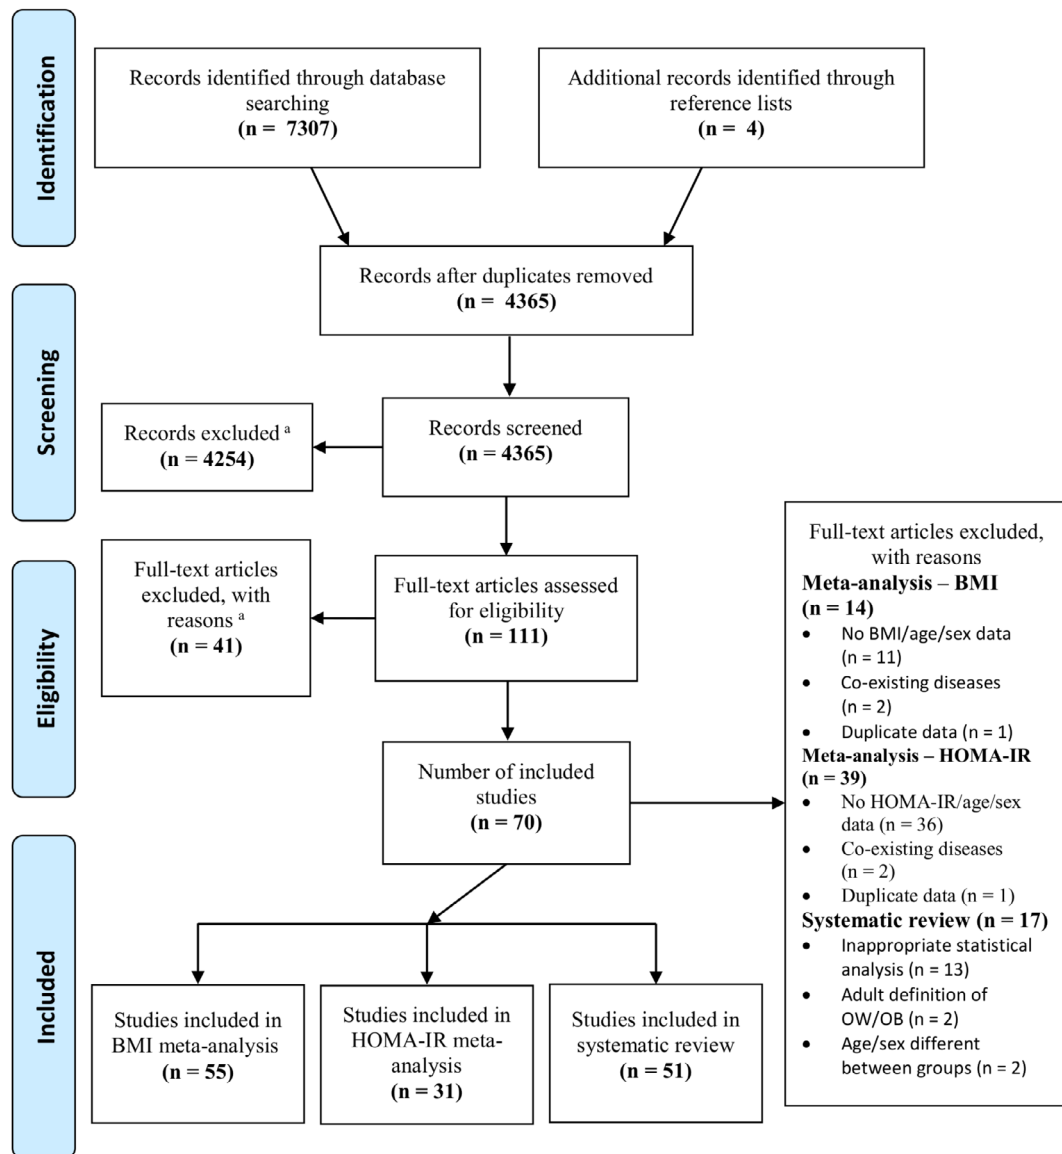 Identification
Records identified through database
searching
(n = 7307)
Additional records identified through
reference lists
(n = 4)
Records after duplicates removed
(n = 4365)
Screening
Records screened
(n = 4365)
Records excluded a
(n = 4254)
Eligibility
Full-text articles assessed
for eligibility
(n = 111)
Full-text articles
excluded, with
reasons a
(n = 41)
Number of included
studies
(n = 70)
Full-text articles excluded,
with reasons
Meta-analysis – BMI
(n = 14)
• No BMI/age/sex data
(n = 11)
• Co-existing diseases
(n = 2)
• Duplicate data (n = 1)
Meta-analysis – HOMA-IR
(n = 39)
• No HOMA-IR/age/sex
data (n = 36)
• Co-existing diseases
(n = 2)
• Duplicate data (n = 1)
Systematic review (n = 17)
• Inappropriate statistical
analysis (n = 13)
• Adult definition of
OW/OB (n = 2)
• Age/sex different
between groups (n = 2)
Included
Studies included in
BMI meta-analysis
(n = 55)
Studies included in
HOMA-IR meta-
analysis
(n = 31)
Studies included in
systematic review
(n = 51)